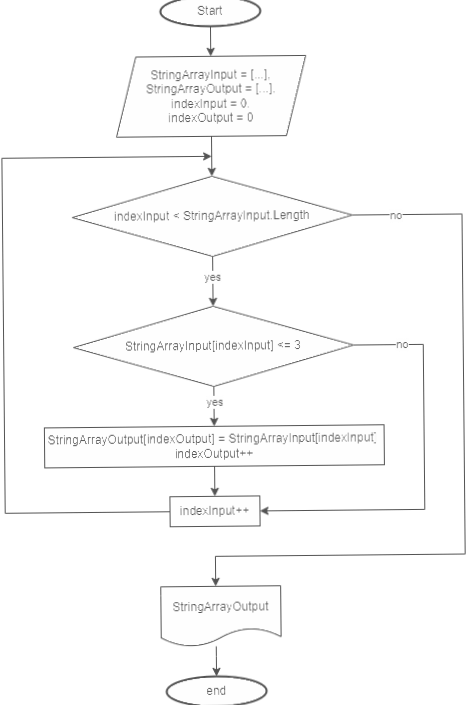 Start
StringArrayInput = [...],
StringArrayOutput = [...],
indexInput = 0,
indexOutput = 0
indexInput < StringArrayInput.Length
no
yes
StringArrayInput[indexInput] <= 3
no
yes
StringArrayOutput[indexOutput] = StringArrayInput[indexInput]
indexOutput++
indexInput++
StringArrayOutput
end